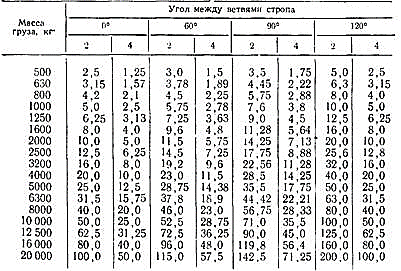 Масса груза, кг* Угол между ветвями стропа
0° 60° 90° 120°
2 4 2 4 2 4 2 4
500 2,5 1,25 3,0 1,5 3,5 1,75 5,0 2,5
630 3,15 1,57 3,78 1,89 4,45 2,22 6,3 3,15
800 4,2 2,1 4,5 2,25 5,75 2,88 8,0 4,0
1000 5,0 2,5 5,75 2,78 7,6 3,8 10,0 5,0
1250 6,25 3,13 7,25 3,63 9,0 4,5 12,5 6,25
1600 8,0 4,0 9,6 4,8 11,28 5,64 16,0 8,0
2000 10,0 5,0 11,5 5,75 14,25 7,13 20,0 10,0
2500 12,5 6,25 14,5 7,25 17,75 8,88 25,6 12,8
3200 16,0 8,0 19,2 9,6 22,56 11,28 32,0 16,0
4000 20,0 10,0 23,0 11,5 28,5 14,25 40,0 20,0
5000 25,0 12,5 28,75 14,38 35,5 17,75 50,0 25,0
6300 31,5 15,75 37,8 18,9 44,42 22,21 63,0 31,5
8000 40,0 20,0 46,0 23,0 56,75 28,33 80,0 40,0
10 000 50,0 25,0 52,5 28,75 71,0 35,5 100,0 50,0
12 500 62,5 31,25 72,5 36,25 90,0 45,0 125,0 62,5
16 000 80,0 40,0 96,0 48,0 119,8 56,4 160,0 80,0
20 000 100,0 50,0 115,0 57,5 142,5 71,25 200,0 100,0